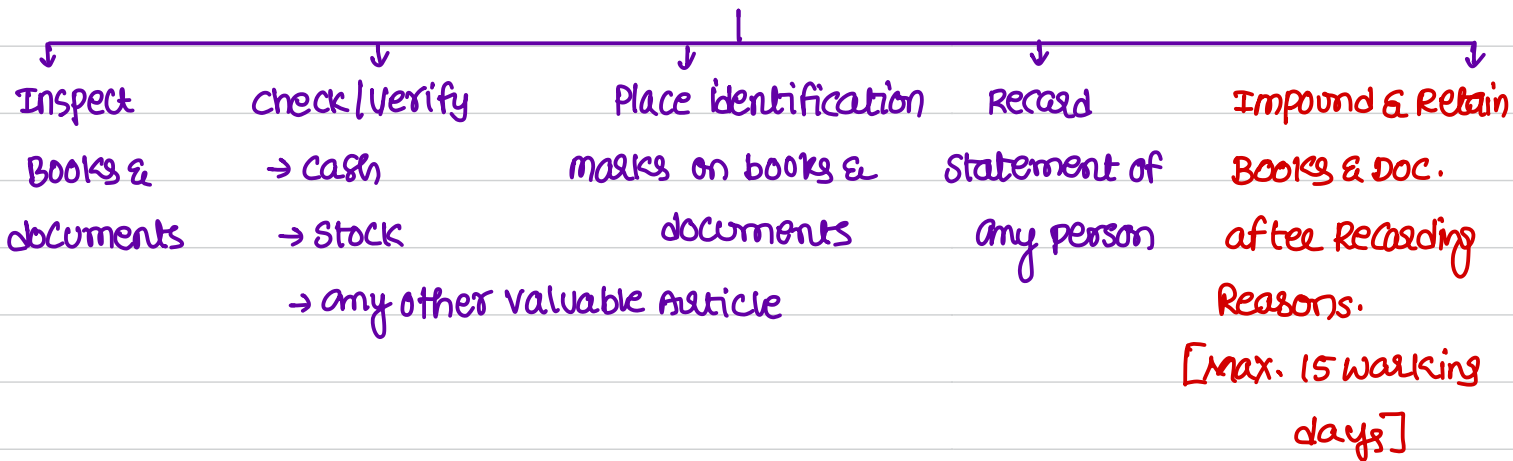 Inspect
Books &
documents
Check/Verify
→ Cash
→ Stock
→ any other valuable Article
Place identification
marks on books &
documents
Record
Statement of
any person
Impound & Retain
Books & Doc.
after Recording
Reasons.
[Max. 15 working
days]